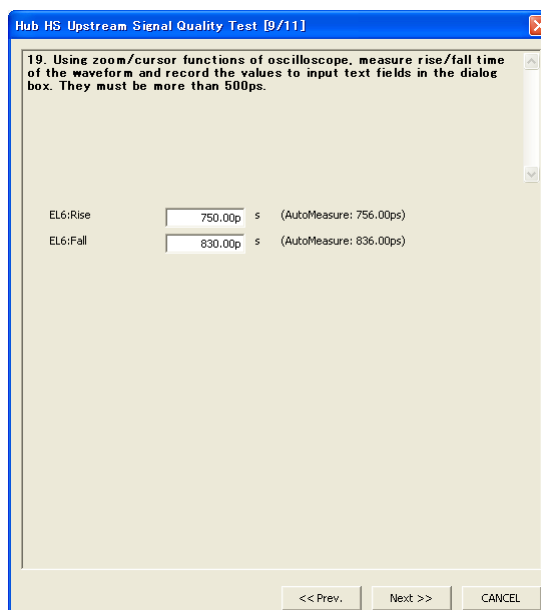 Hub HS Upstream Signal Quality Test [9/11]
19. Using zoom/cursor functions of oscilloscope, measure rise/fall time
of the waveform and record the values to input text fields in the dialog
box. They must be more than 500ps.
EL6:Rise 750.00p s (AutoMeasure: 756.00ps)
EL6:Fall 830.00p s (AutoMeasure: 836.00ps)
<< Prev. Next >> CANCEL